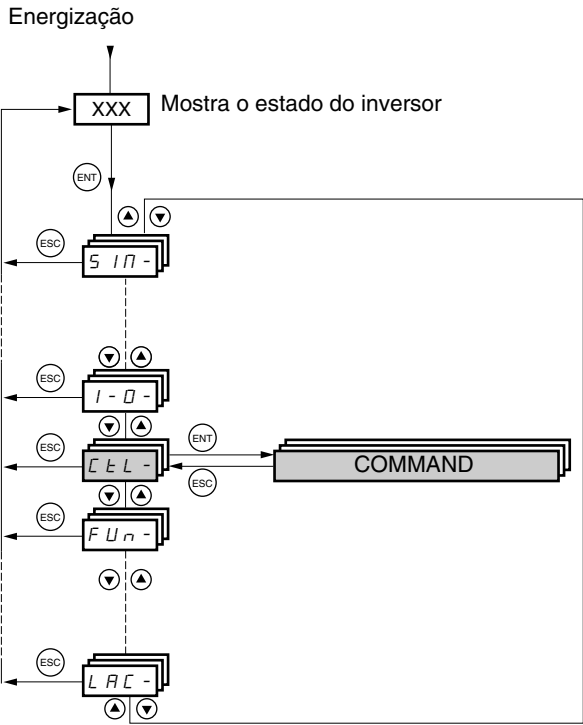 Energização
XXX Mostra o estado do inversor
ENT
ESC
SIM-
ESC
I-O-
ESC
CtL-
ENT
ESC
COMMAND
ESC
FUn-
ESC
LAC-